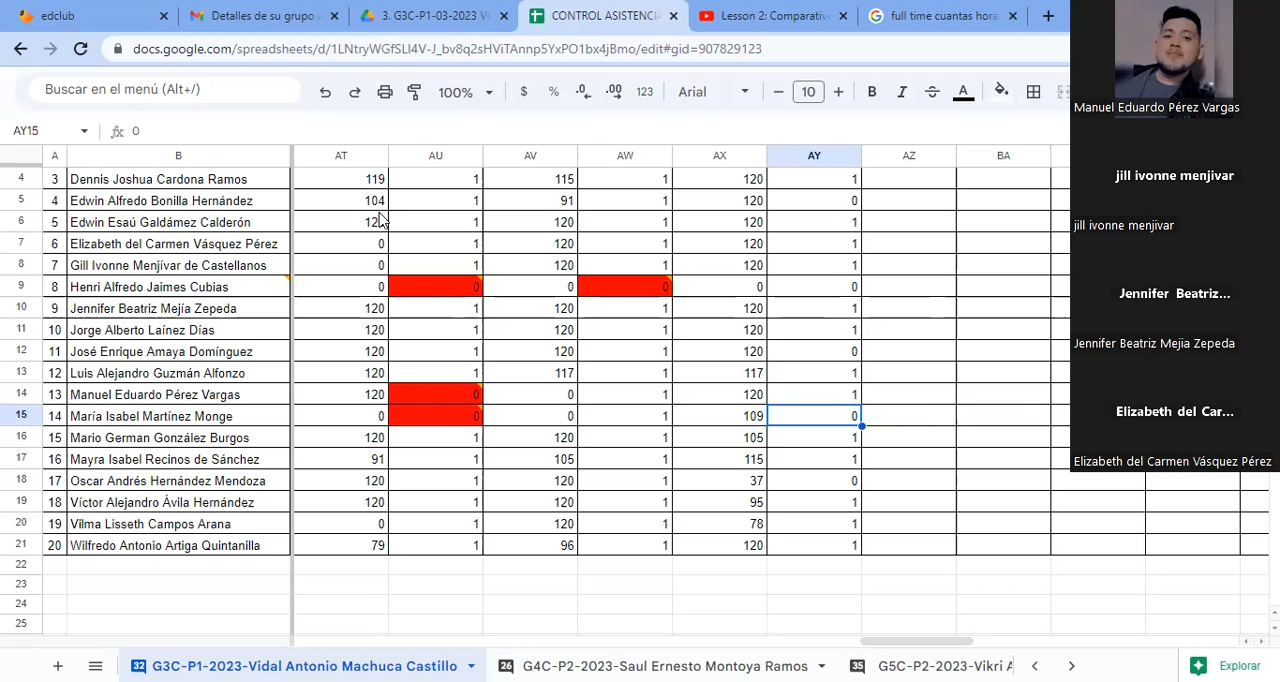 edclub
Detalles de su grupo
3. G3C-P1-03-2023 Vi
CONTROL ASISTENCIA
Lesson 2: Comparativ
full time cuantas hora
docs.google.com/spreadsheets/d/1LNtryWGfSLl4V-J_bv8q2sHViTAnnp5YxPO1bx4jBmo/edit#gid=907829123
Buscar en el menú (Alt+/)
100%
$ % .0 .00 123
Arial
10
B I A
AY15
fx 0
A B AT AU AV AW AX AY AZ BA
4 3 Dennis Joshua Cardona Ramos 119 1 115 1 120 1
5 4 Edwin Alfredo Bonilla Hernández 104 1 91 1 120 0
6 5 Edwin Esaú Galdámez Calderón 1 120 1 120 1
7 6 Elizabeth del Carmen Vásquez Pérez 0 1 120 1 120 1
8 7 Gill Ivonne Menjívar de Castellanos 0 1 120 1 120 1
9 8 Henri Alfredo Jaimes Cubias 0 0 0 0 0 0
10 9 Jennifer Beatriz Mejía Zepeda 120 1 120 1 120 1
11 10 Jorge Alberto Laínez Días 120 1 120 1 120 1
12 11 José Enrique Amaya Domínguez 120 1 120 1 120 0
13 12 Luis Alejandro Guzmán Alfonzo 120 1 117 1 117 1
14 13 Manuel Eduardo Pérez Vargas 120 0 0 1 120 1
15 14 María Isabel Martínez Monge 0 0 0 1 109 0
16 15 Mario German González Burgos 120 1 120 1 105 1
17 16 Mayra Isabel Recinos de Sánchez 91 1 105 1 115 1
18 17 Oscar Andrés Hernández Mendoza 120 1 120 1 37 0
19 18 Víctor Alejandro Ávila Hernández 120 1 120 1 95 1
20 19 Vilma Lisseth Campos Arana 0 1 120 1 78 1
21 20 Wilfredo Antonio Artiga Quintanilla 79 1 96 1 120 1
22
23
24
25
32 G3C-P1-2023-Vidal Antonio Machuca Castillo
26 G4C-P2-2023-Saul Ernesto Montoya Ramos
35 G5C-P2-2023-Vikri A
Explorar
Manuel Eduardo Pérez Vargas
jill ivonne menjivar
jill ivonne menjivar
Jennifer Beatriz...
Jennifer Beatriz Mejia Zepeda
Elizabeth del Car...
Elizabeth del Carmen Vásquez Pérez